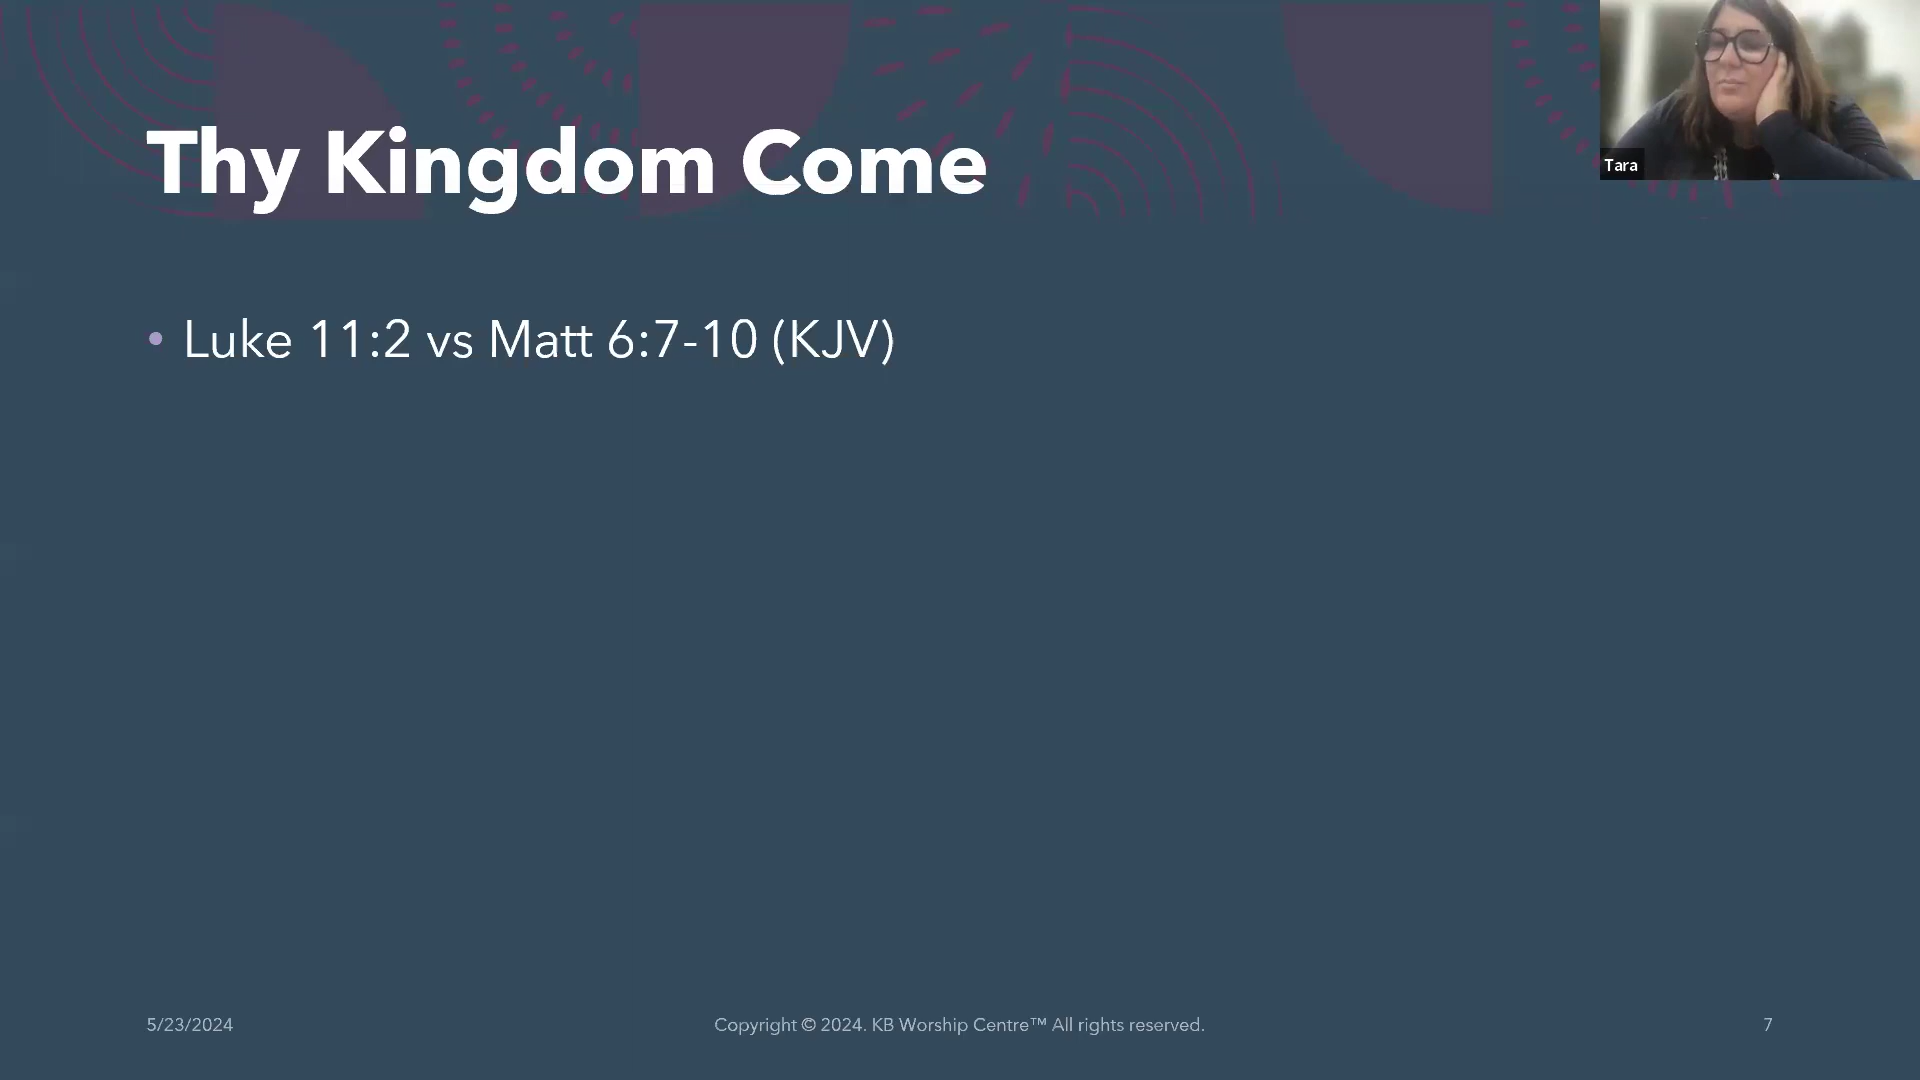 Thy Kingdom Come
Tara
• Luke 11:2 vs Matt 6:7-10 (KJV)
5/23/2024
Copyright © 2024. KB Worship Centre™ All rights reserved.
7